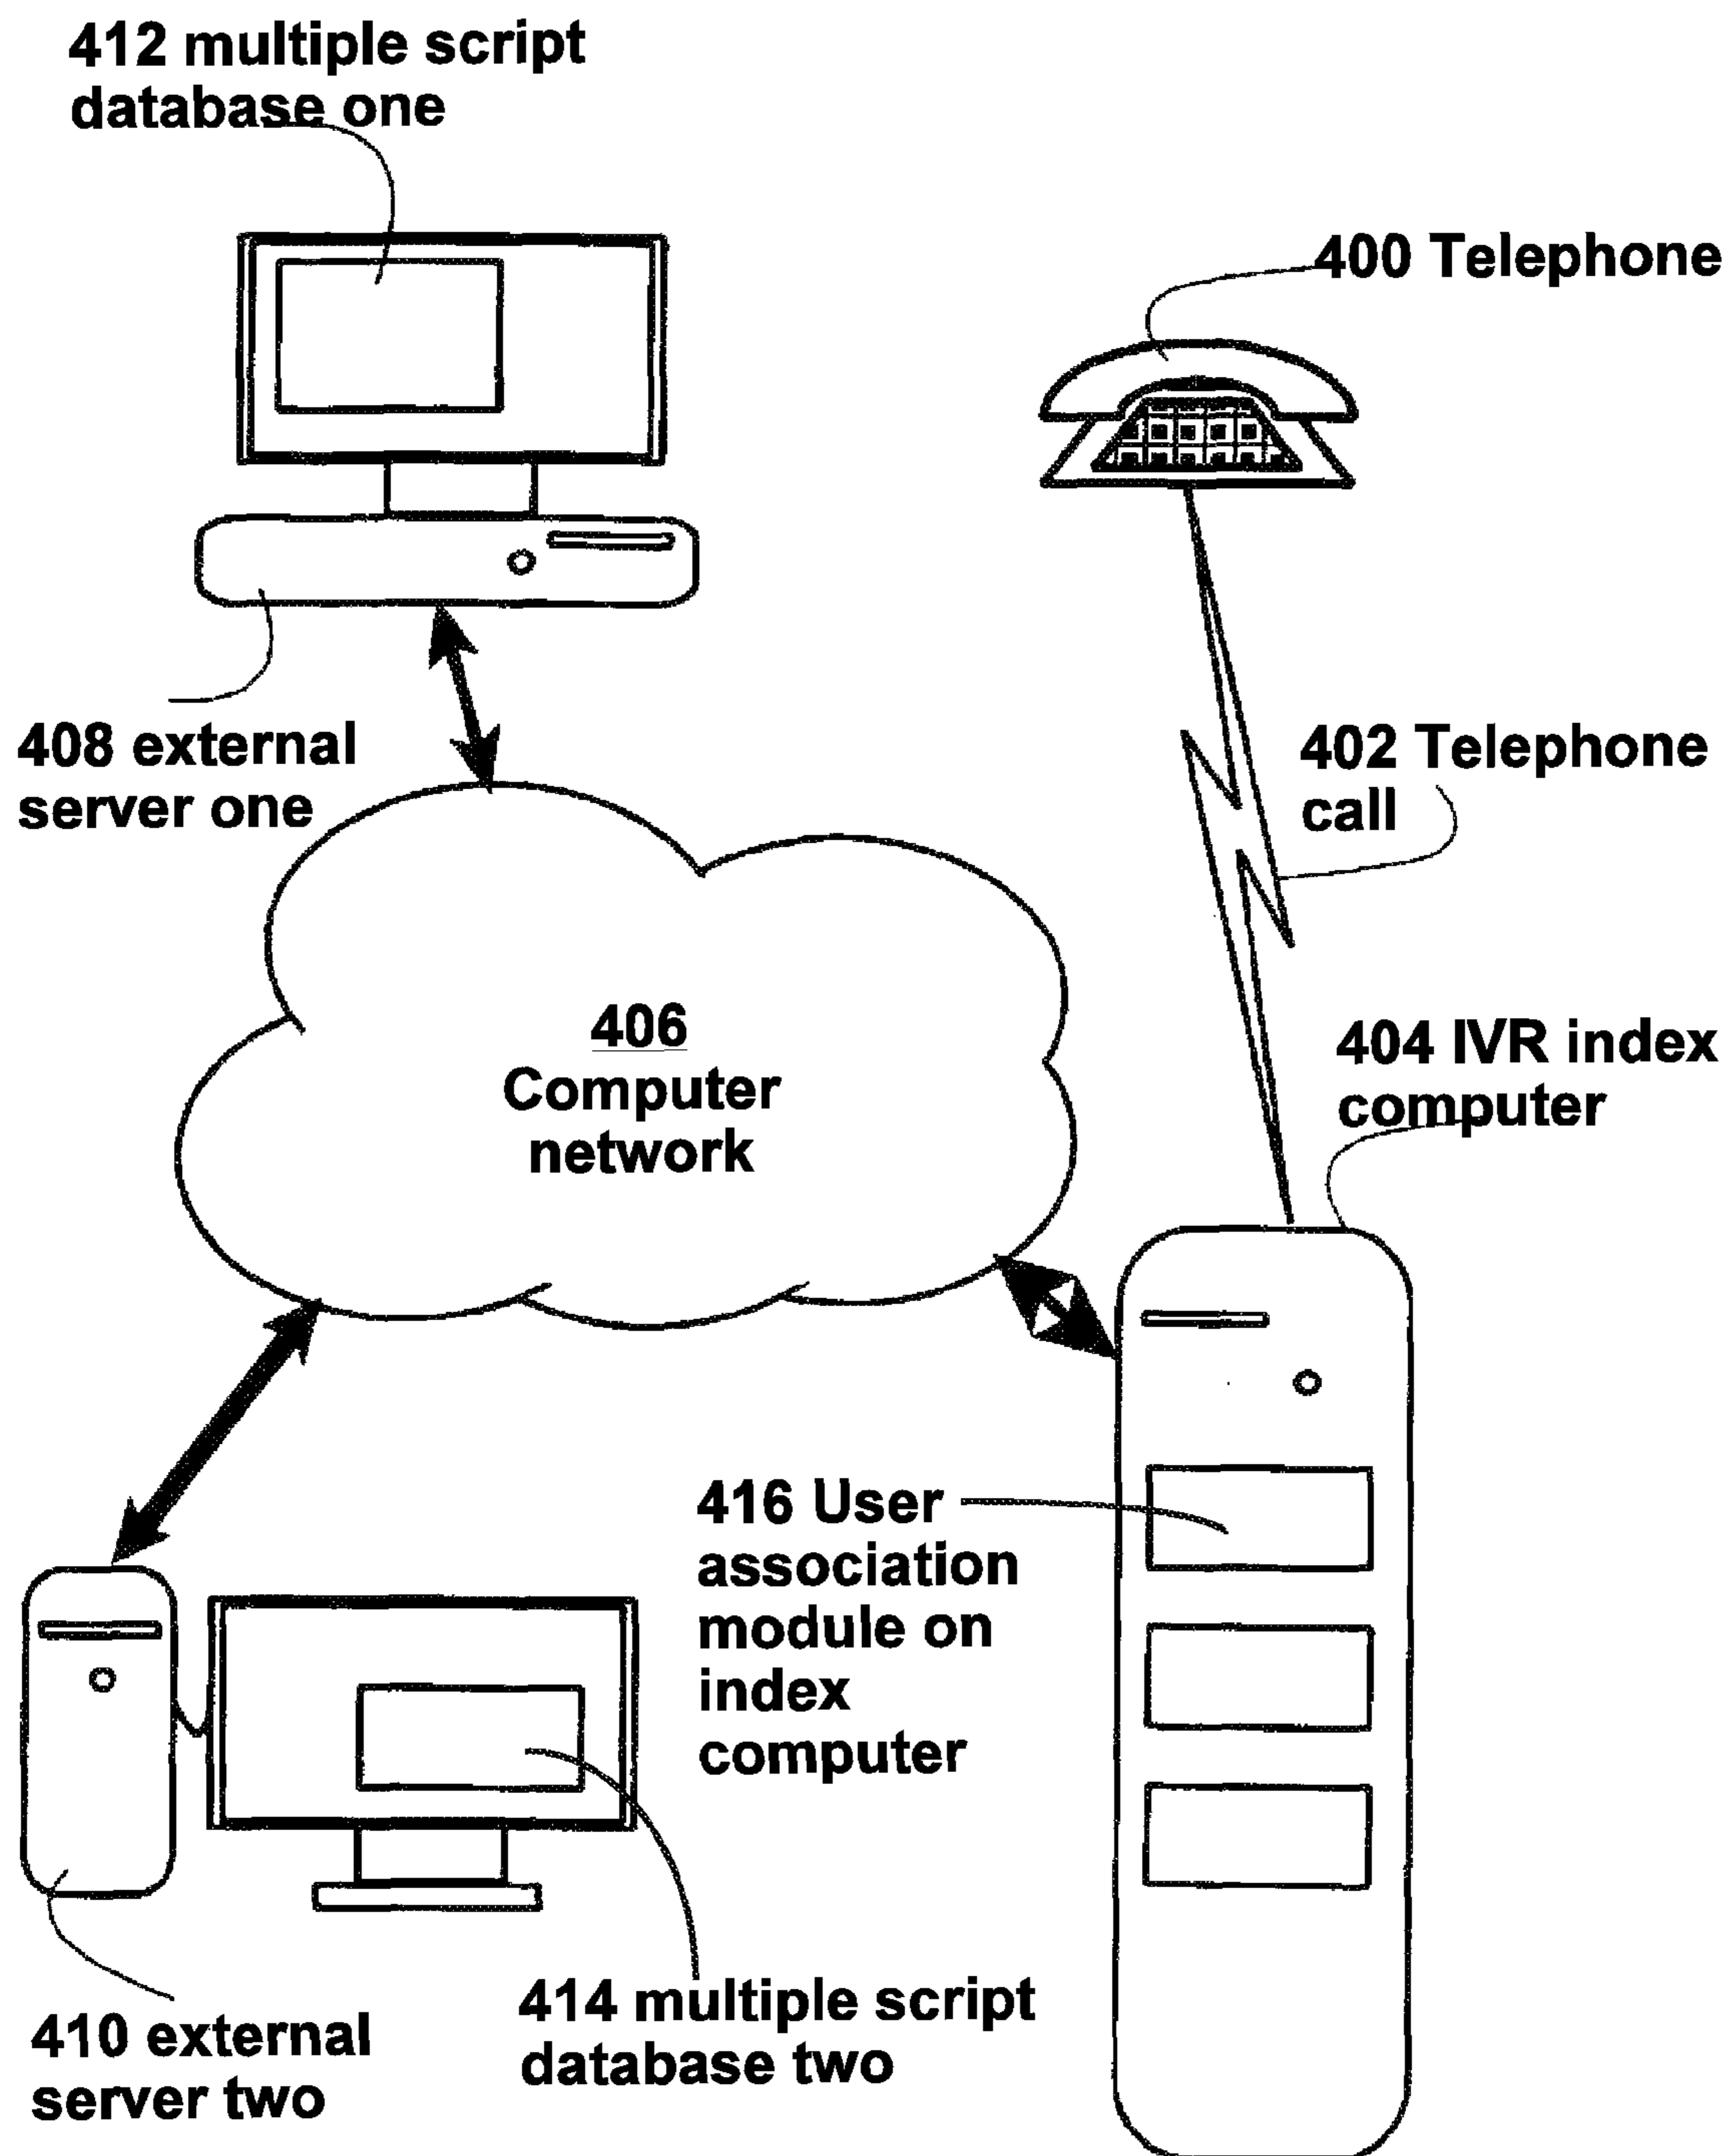 412 multiple script
database one
400 Telephone
408 external
server one
402 Telephone
call
406
Computer
network
404 IVR index
computer
416 User
association
module on
index
computer
414 multiple script
database two
410 external
server two